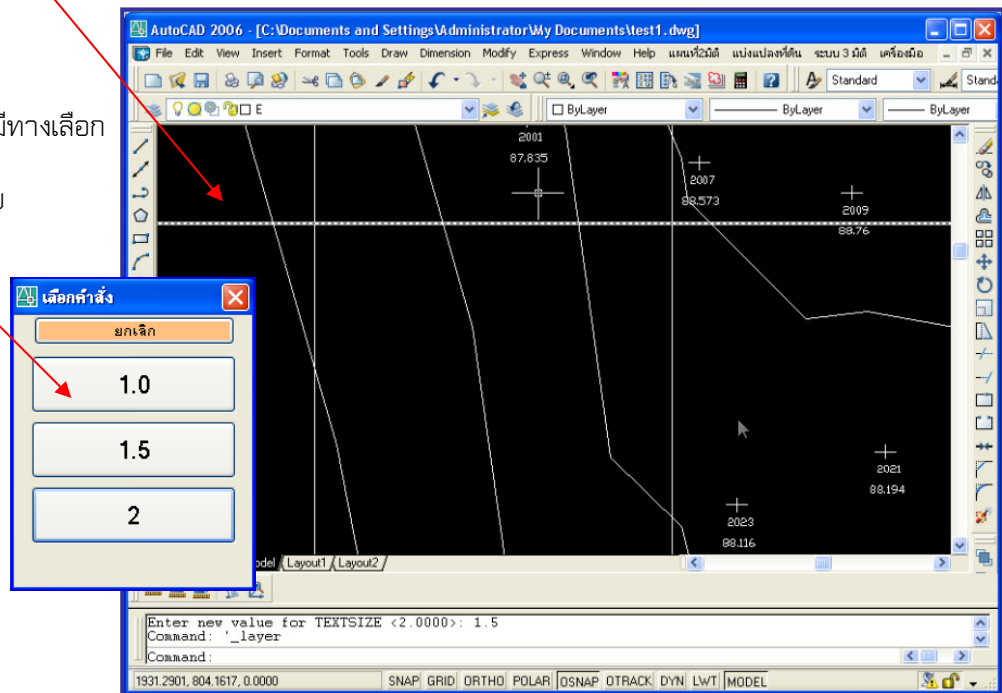 AutoCAD 2006 - [C:\Documents and Settings\Administrator\My Documents\test1.dwg]
File Edit View Insert Format Tools Draw Dimension Modify Express Window Help แผนที่2มิติ แบ่งแปลงที่ดิน ระบบ 3 มิติ เครื่องมือ
Standard Stand
E ByLayer ByLayer ByLayer
มีทางเลือก
2001
87.835
2007
88.573
2009
88.76
เลือกคำสั่ง
ยกเลิก
1.0
1.5
2
2021
88.194
2023
88.116
odel Layout1 Layout2
Enter new value for TEXTSIZE <2.0000>: 1.5
Command: '_layer
Command:
1931.2901, 804.1617, 0.0000 SNAP GRID ORTHO POLAR OSNAP OTRACK DYN LWT MODEL